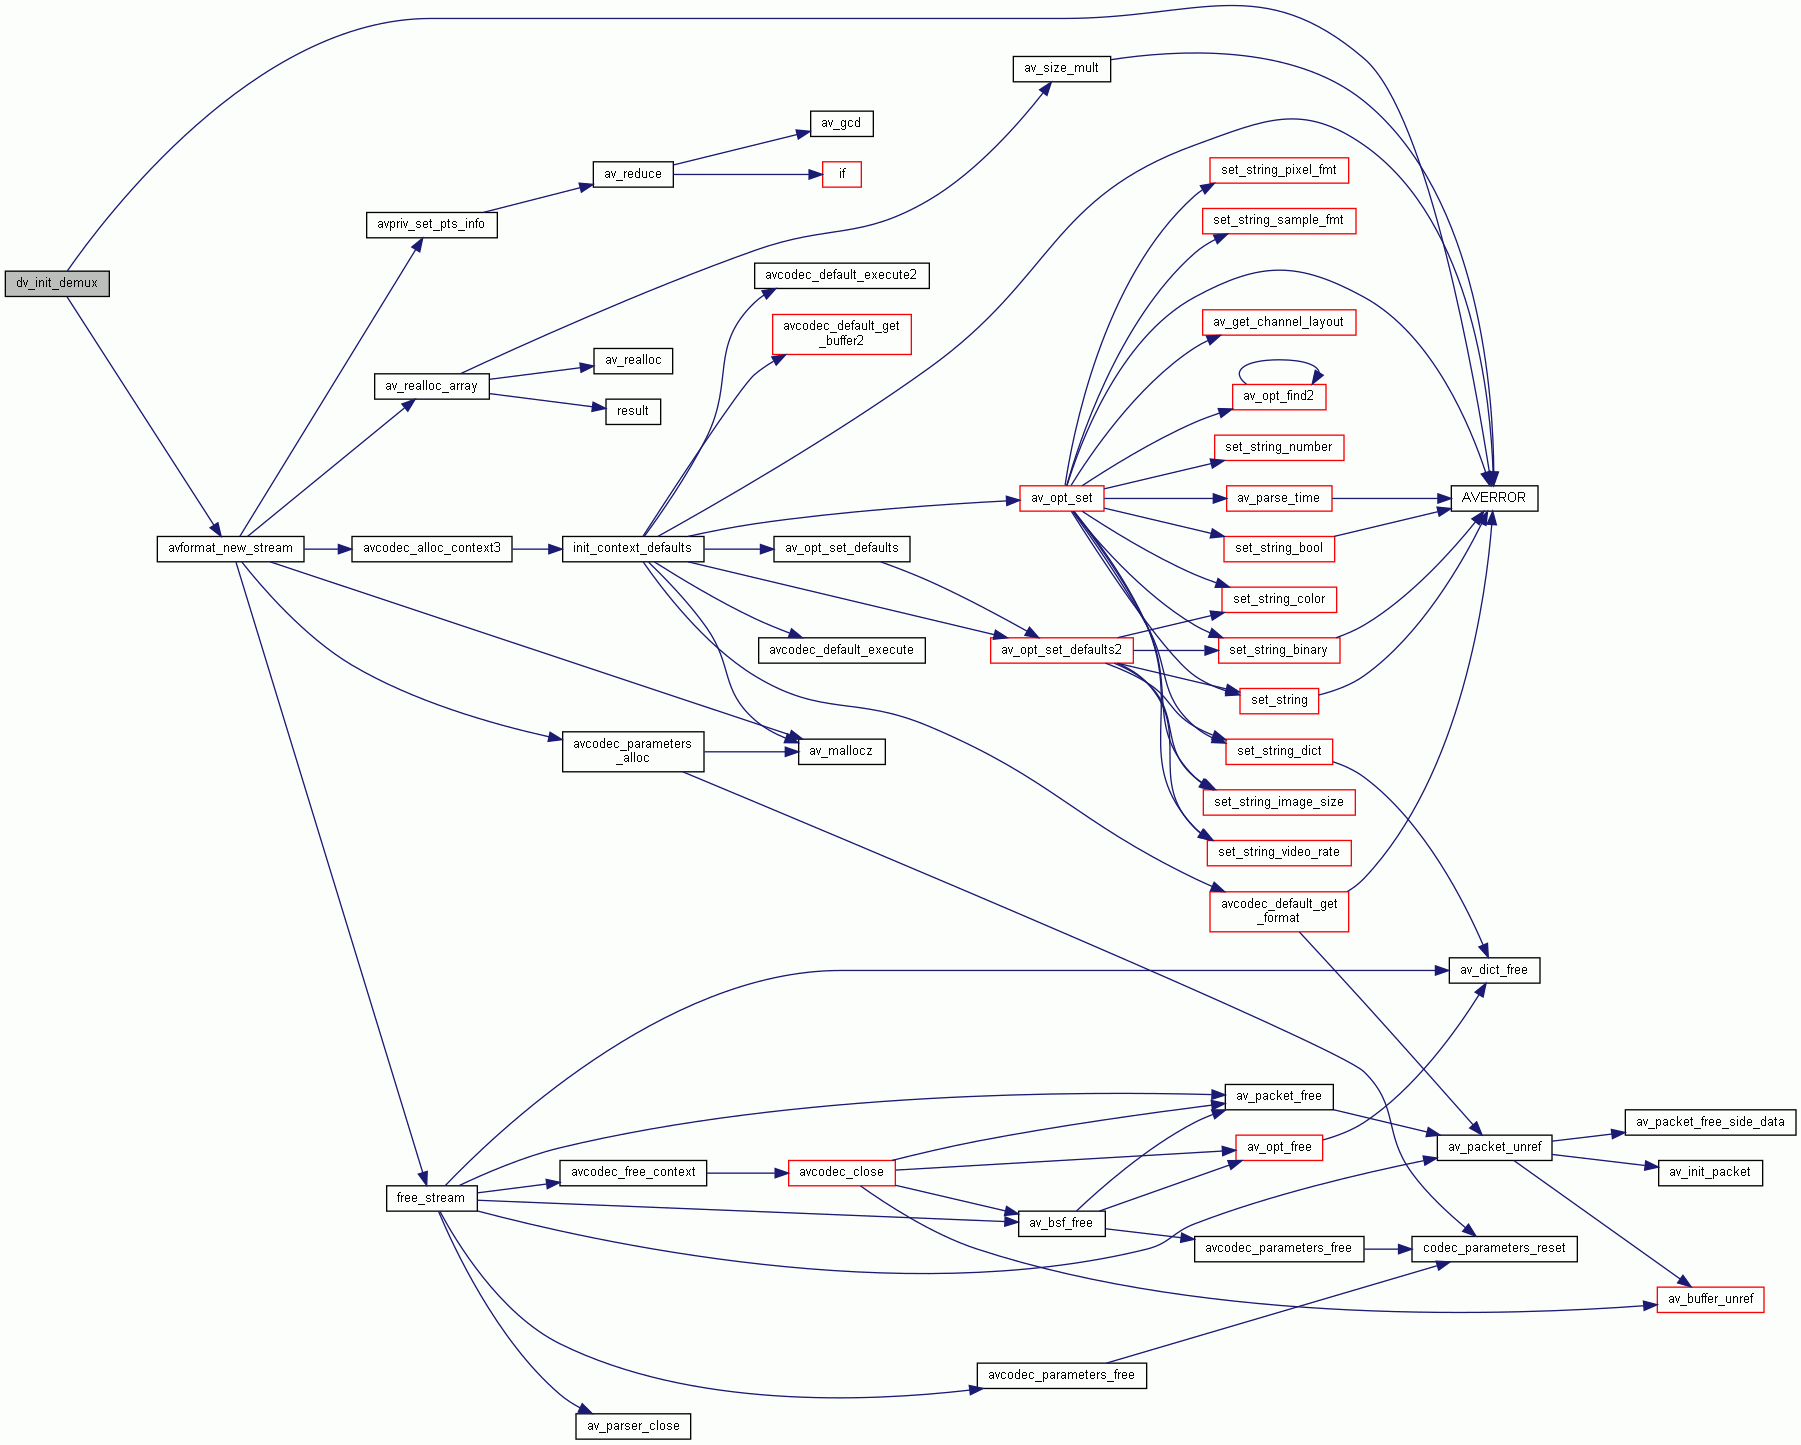 av_size_mult
av_gcd
av_reduce
if
set_string_pixel_fmt
set_string_sample_fmt
avpriv_set_pts_info
dv_init_demux
avcodec_default_execute2
avcodec_default_get
_buffer2
av_get_channel_layout
av_realloc
av_realloc_array
av_opt_find2
result
set_string_number
av_opt_set
av_parse_time
AVERROR
avformat_new_stream
avcodec_alloc_context3
init_context_defaults
av_opt_set_defaults
set_string_bool
set_string_color
avcodec_default_execute
av_opt_set_defaults2
set_string_binary
set_string
avcodec_parameters
_alloc
av_mallocz
set_string_dict
set_string_image_size
set_string_video_rate
avcodec_default_get
_format
av_dict_free
av_packet_free
av_packet_free_side_data
av_opt_free
av_packet_unref
avcodec_free_context
avcodec_close
av_init_packet
free_stream
av_bsf_free
avcodec_parameters_free
codec_parameters_reset
av_buffer_unref
avcodec_parameters_free
av_parser_close